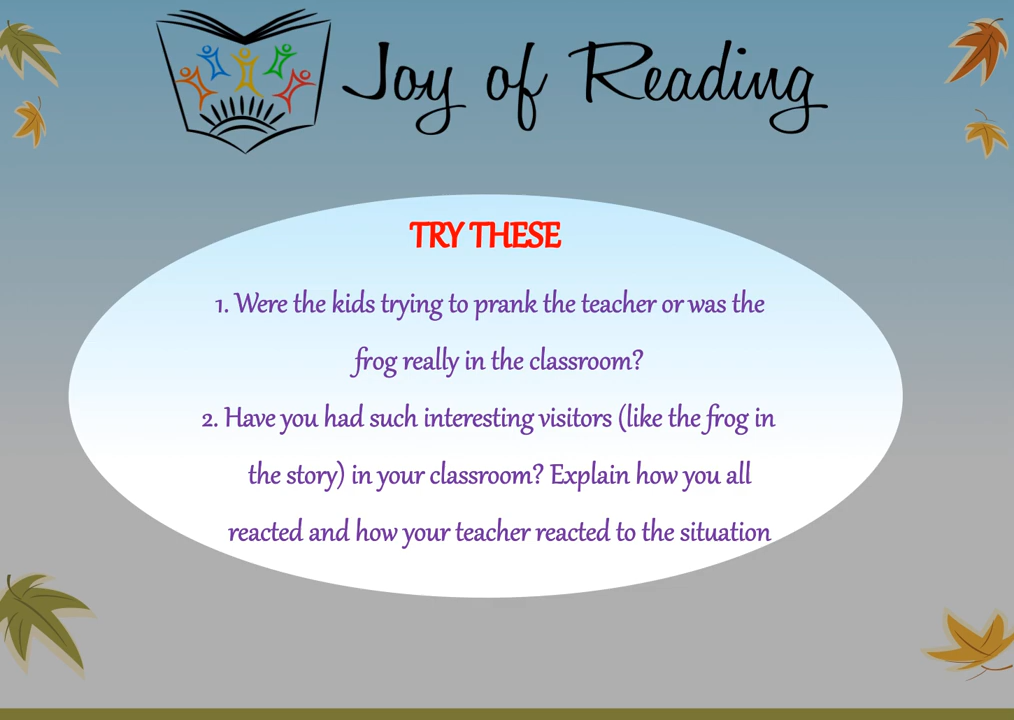 Joy of Reading
TRY THESE
1. Were the kids trying to prank the teacher or was the
frog really in the classroom?
2. Have you had such interesting visitors (like the frog in
the story) in your classroom? Explain how you all
reacted and how your teacher reacted to the situation